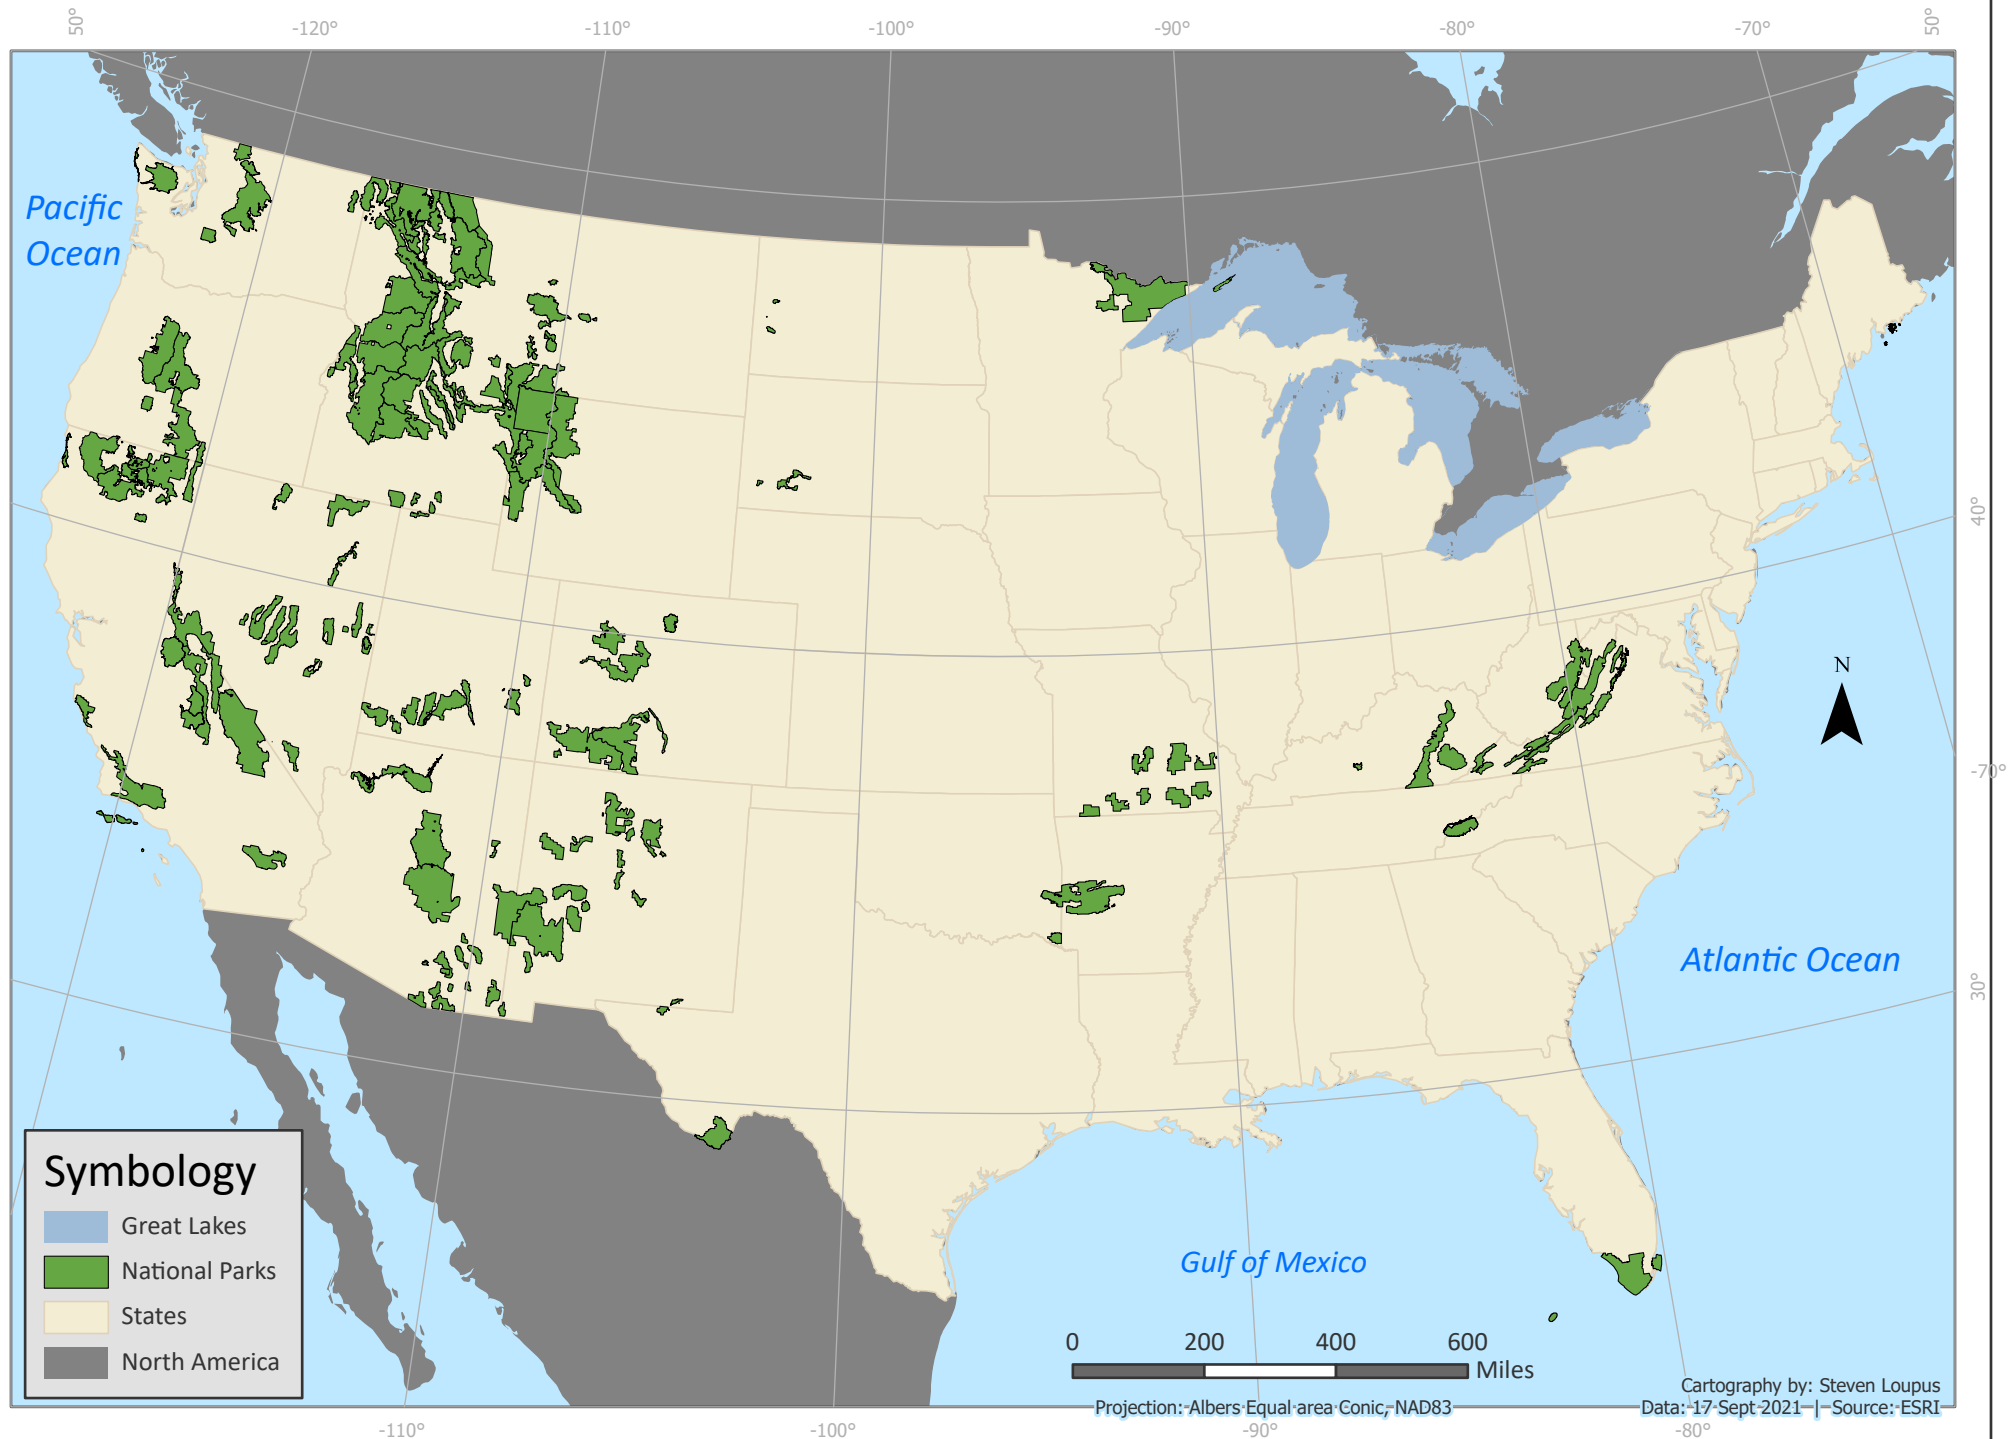 50°
-120°
-110°
-100°
-90°
-80°
-70°
50°
Pacific
Ocean
40°
N
-70°
Atlantic Ocean
30°
Symbology
Great Lakes
National Parks
States
North America
Gulf of Mexico
0
200
400
600
Miles
Cartography by: Steven Loupus
Projection: Albers Equal area Conic, NAD83
Data: 17 Sept 2021 | Source: ESRI
-110°
-100°
-90°
-80°